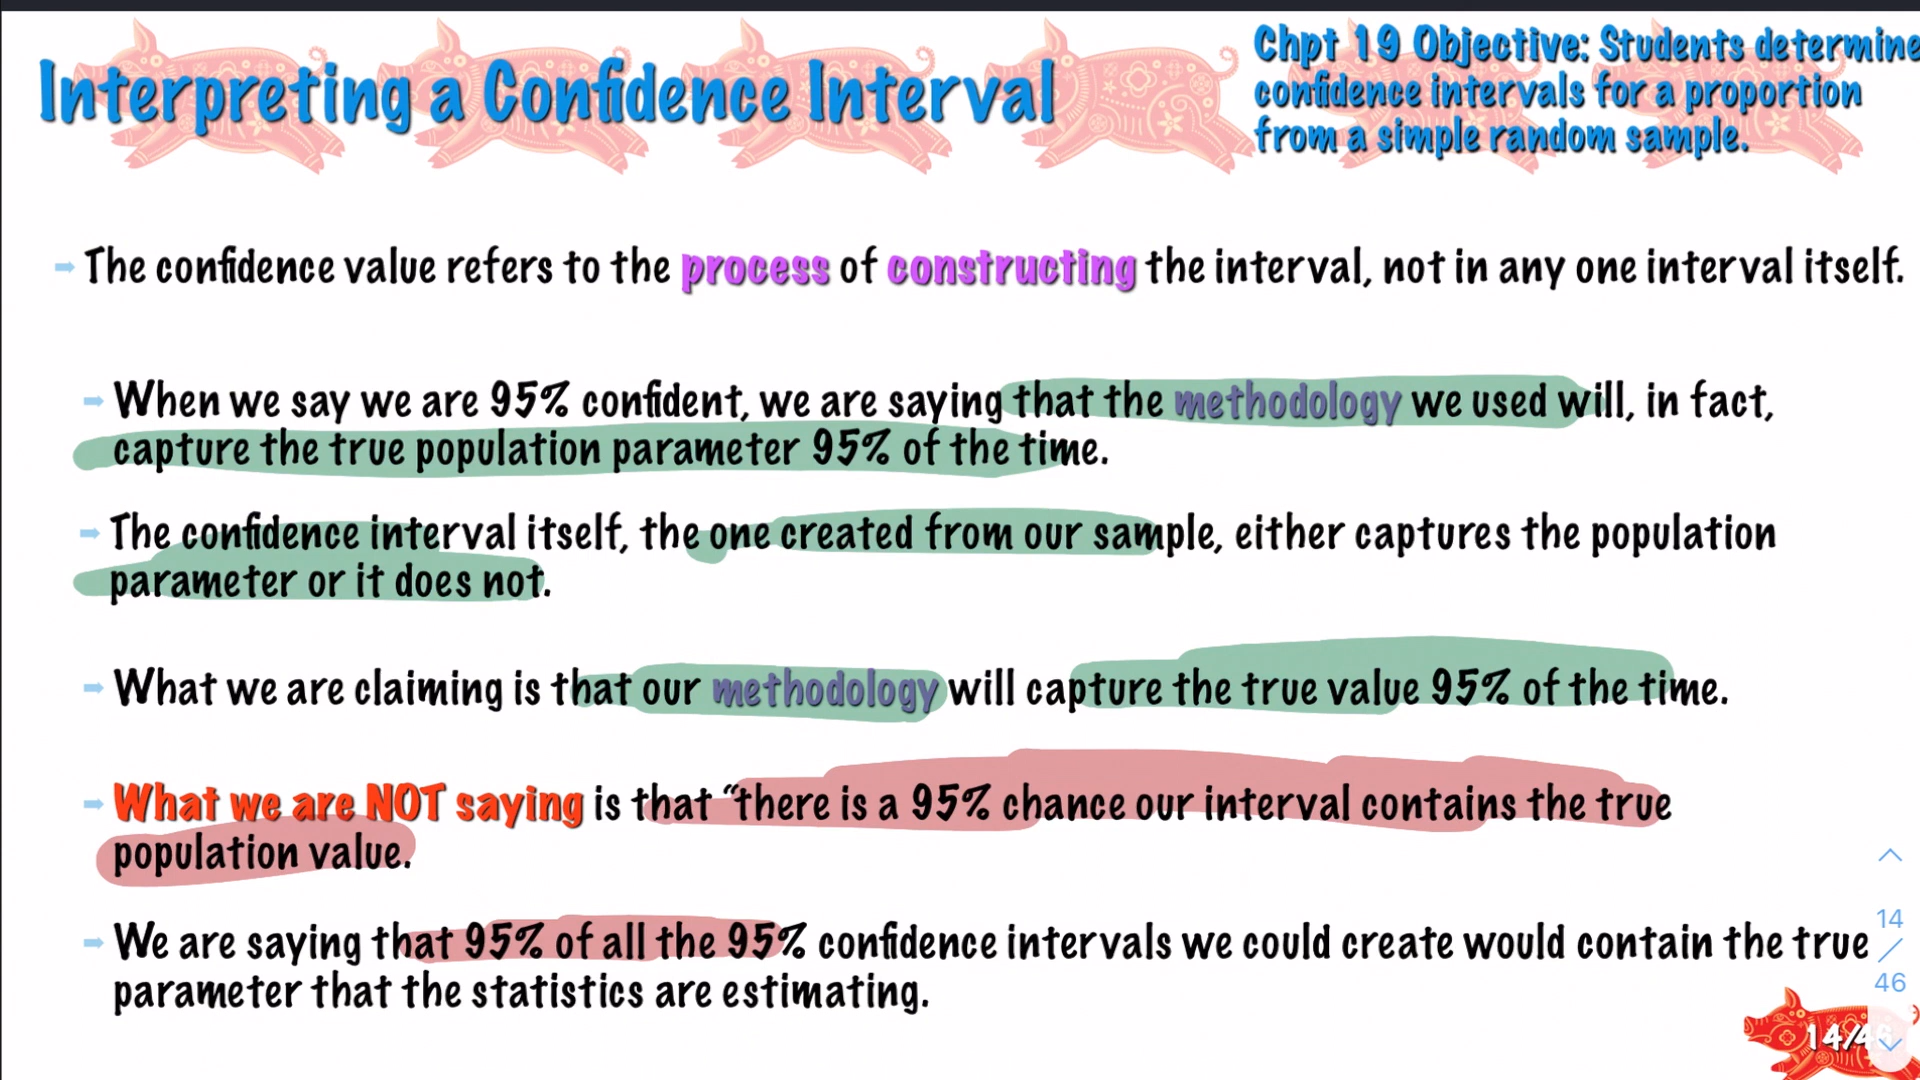 Interpreting a Confidence Interval
Chpt 19 Objective: Students determine
confidence intervals for a proportion
from a simple random sample.
The confidence value refers to the process of constructing the interval, not in any one interval itself.
When we say we are 95% confident, we are saying that the methodology we used will, in fact,
capture the true population parameter 95% of the time.
The confidence interval itself, the one created from our sample, either captures the population
parameter or it does not.
What we are claiming is that our methodology will capture the true value 95% of the time.
What we are NOT saying is that “there is a 95% chance our interval contains the true
population value.
We are saying that 95% of all the 95% confidence intervals we could create would contain the true
parameter that the statistics are estimating.
14
/
46
14/4